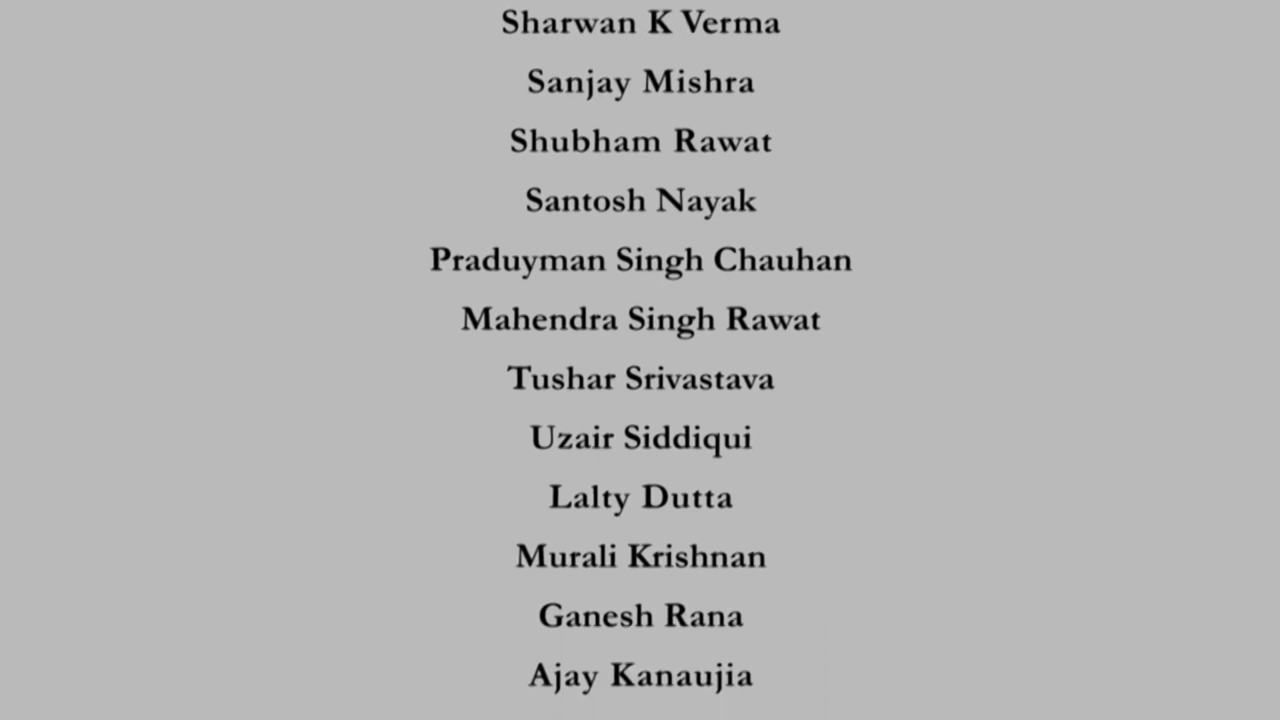 Sharwan K Verma
Sanjay Mishra
Shubham Rawat
Santosh Nayak
Praduyman Singh Chauhan
Mahendra Singh Rawat
Tushar Srivastava
Uzair Siddiqui
Lalty Dutta
Murali Krishnan
Ganesh Rana
Ajay Kanaujia